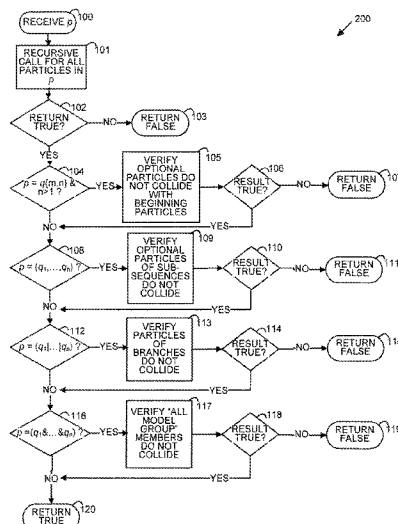 RECEIVE p
100
200
101
RECURSIVE
CALL FOR ALL
PARTICLES IN
p
102
RETURN
TRUE?
NO
103
RETURN
FALSE
YES
104
p = q{m,n} &
n>1 ?
YES
105
VERIFY
OPTIONAL
PARTICLES DO
NOT COLLIDE
WITH
BEGINNING
PARTICLES
106
RESULT
TRUE?
NO
RETURN
FALSE
YES
NO
108
p = (q1,...,qn) ?
YES
109
VERIFY
OPTIONAL
PARTICLES
OF SUB-
SEQUENCES
DO NOT
COLLIDE
110
RESULT
TRUE?
NO
RETURN
FALSE
YES
NO
112
p = (q1|...|qn) ?
YES
113
VERIFY
PARTICLES
OF
BRANCHES
DO NOT
COLLIDE
114
RESULT
TRUE?
NO
RETURN
FALSE
YES
NO
116
p =(q1&...& qn) ?
YES
117
VERIFY "ALL
MODEL
GROUP"
MEMBERS
DO NOT
COLLIDE
118
RESULT
TRUE?
NO
RETURN
FALSE
YES
NO
RETURN
TRUE
120